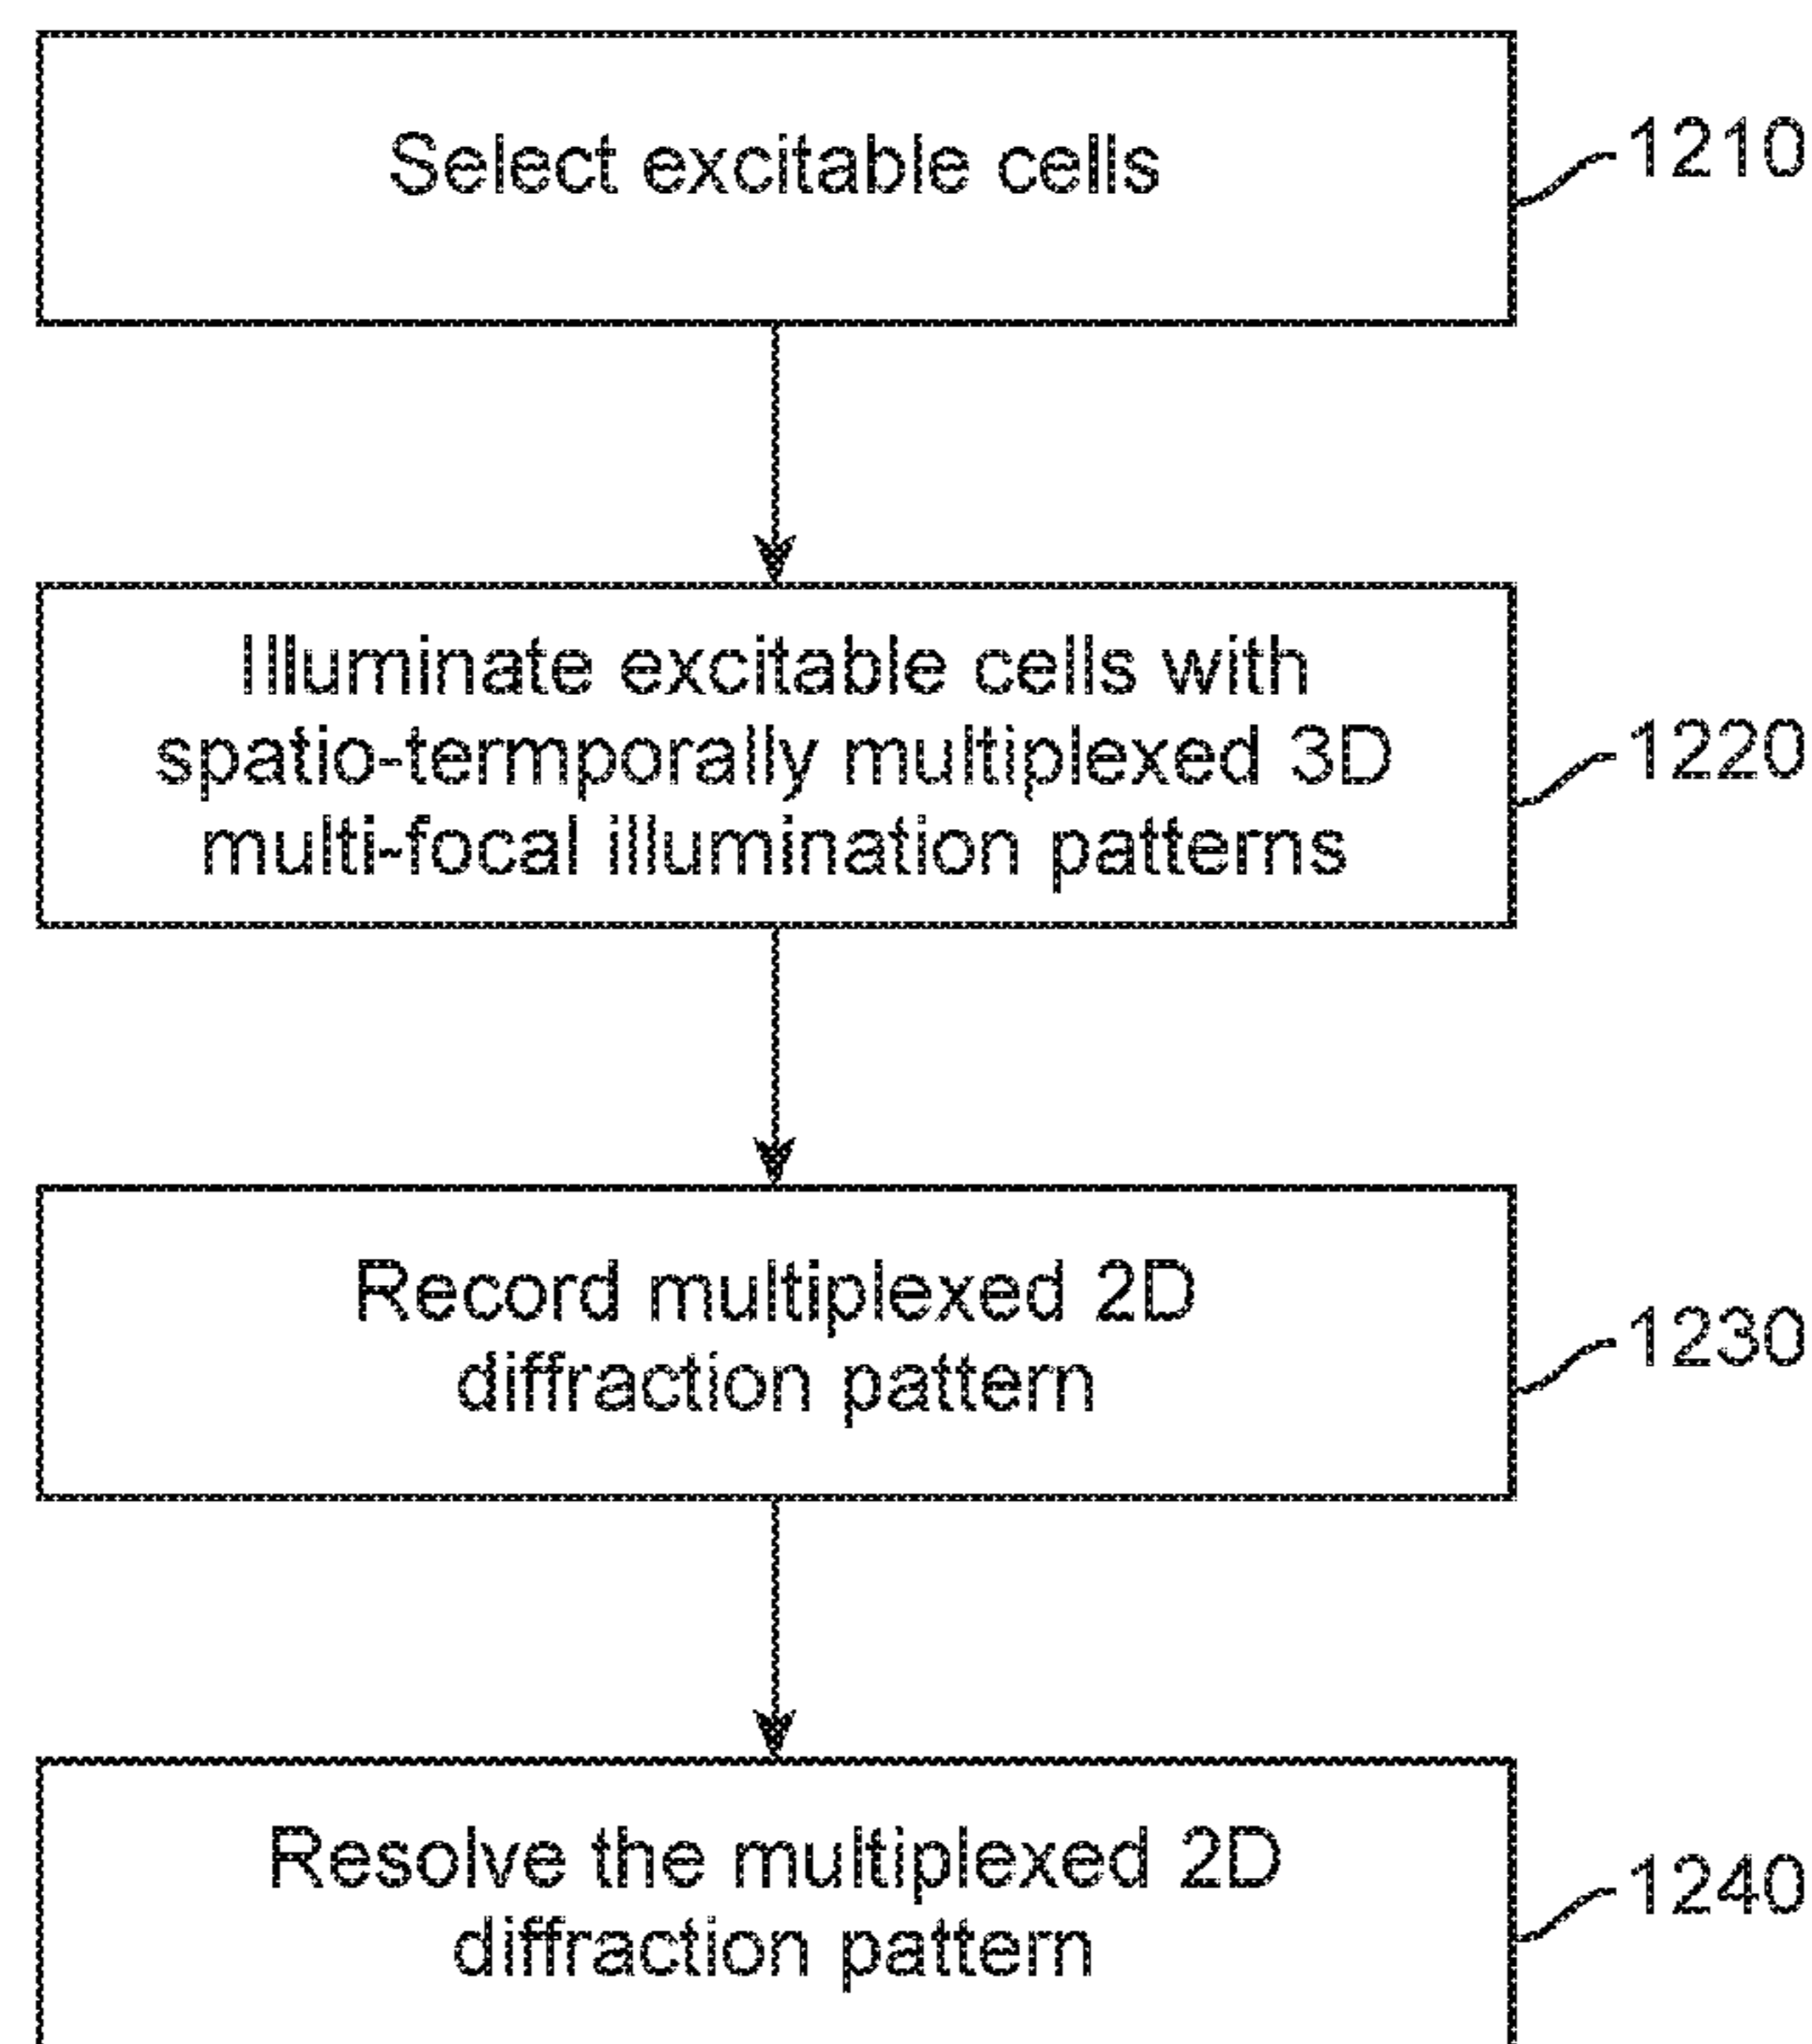 Select excitable cells
1210
Illuminate excitable cells with
spatio-termporally multiplexed 3D
multi-focal illumination patterns
1220
Record multiplexed 2D
diffraction pattern
1230
Resolve the multiplexed 2D
diffraction pattern
1240